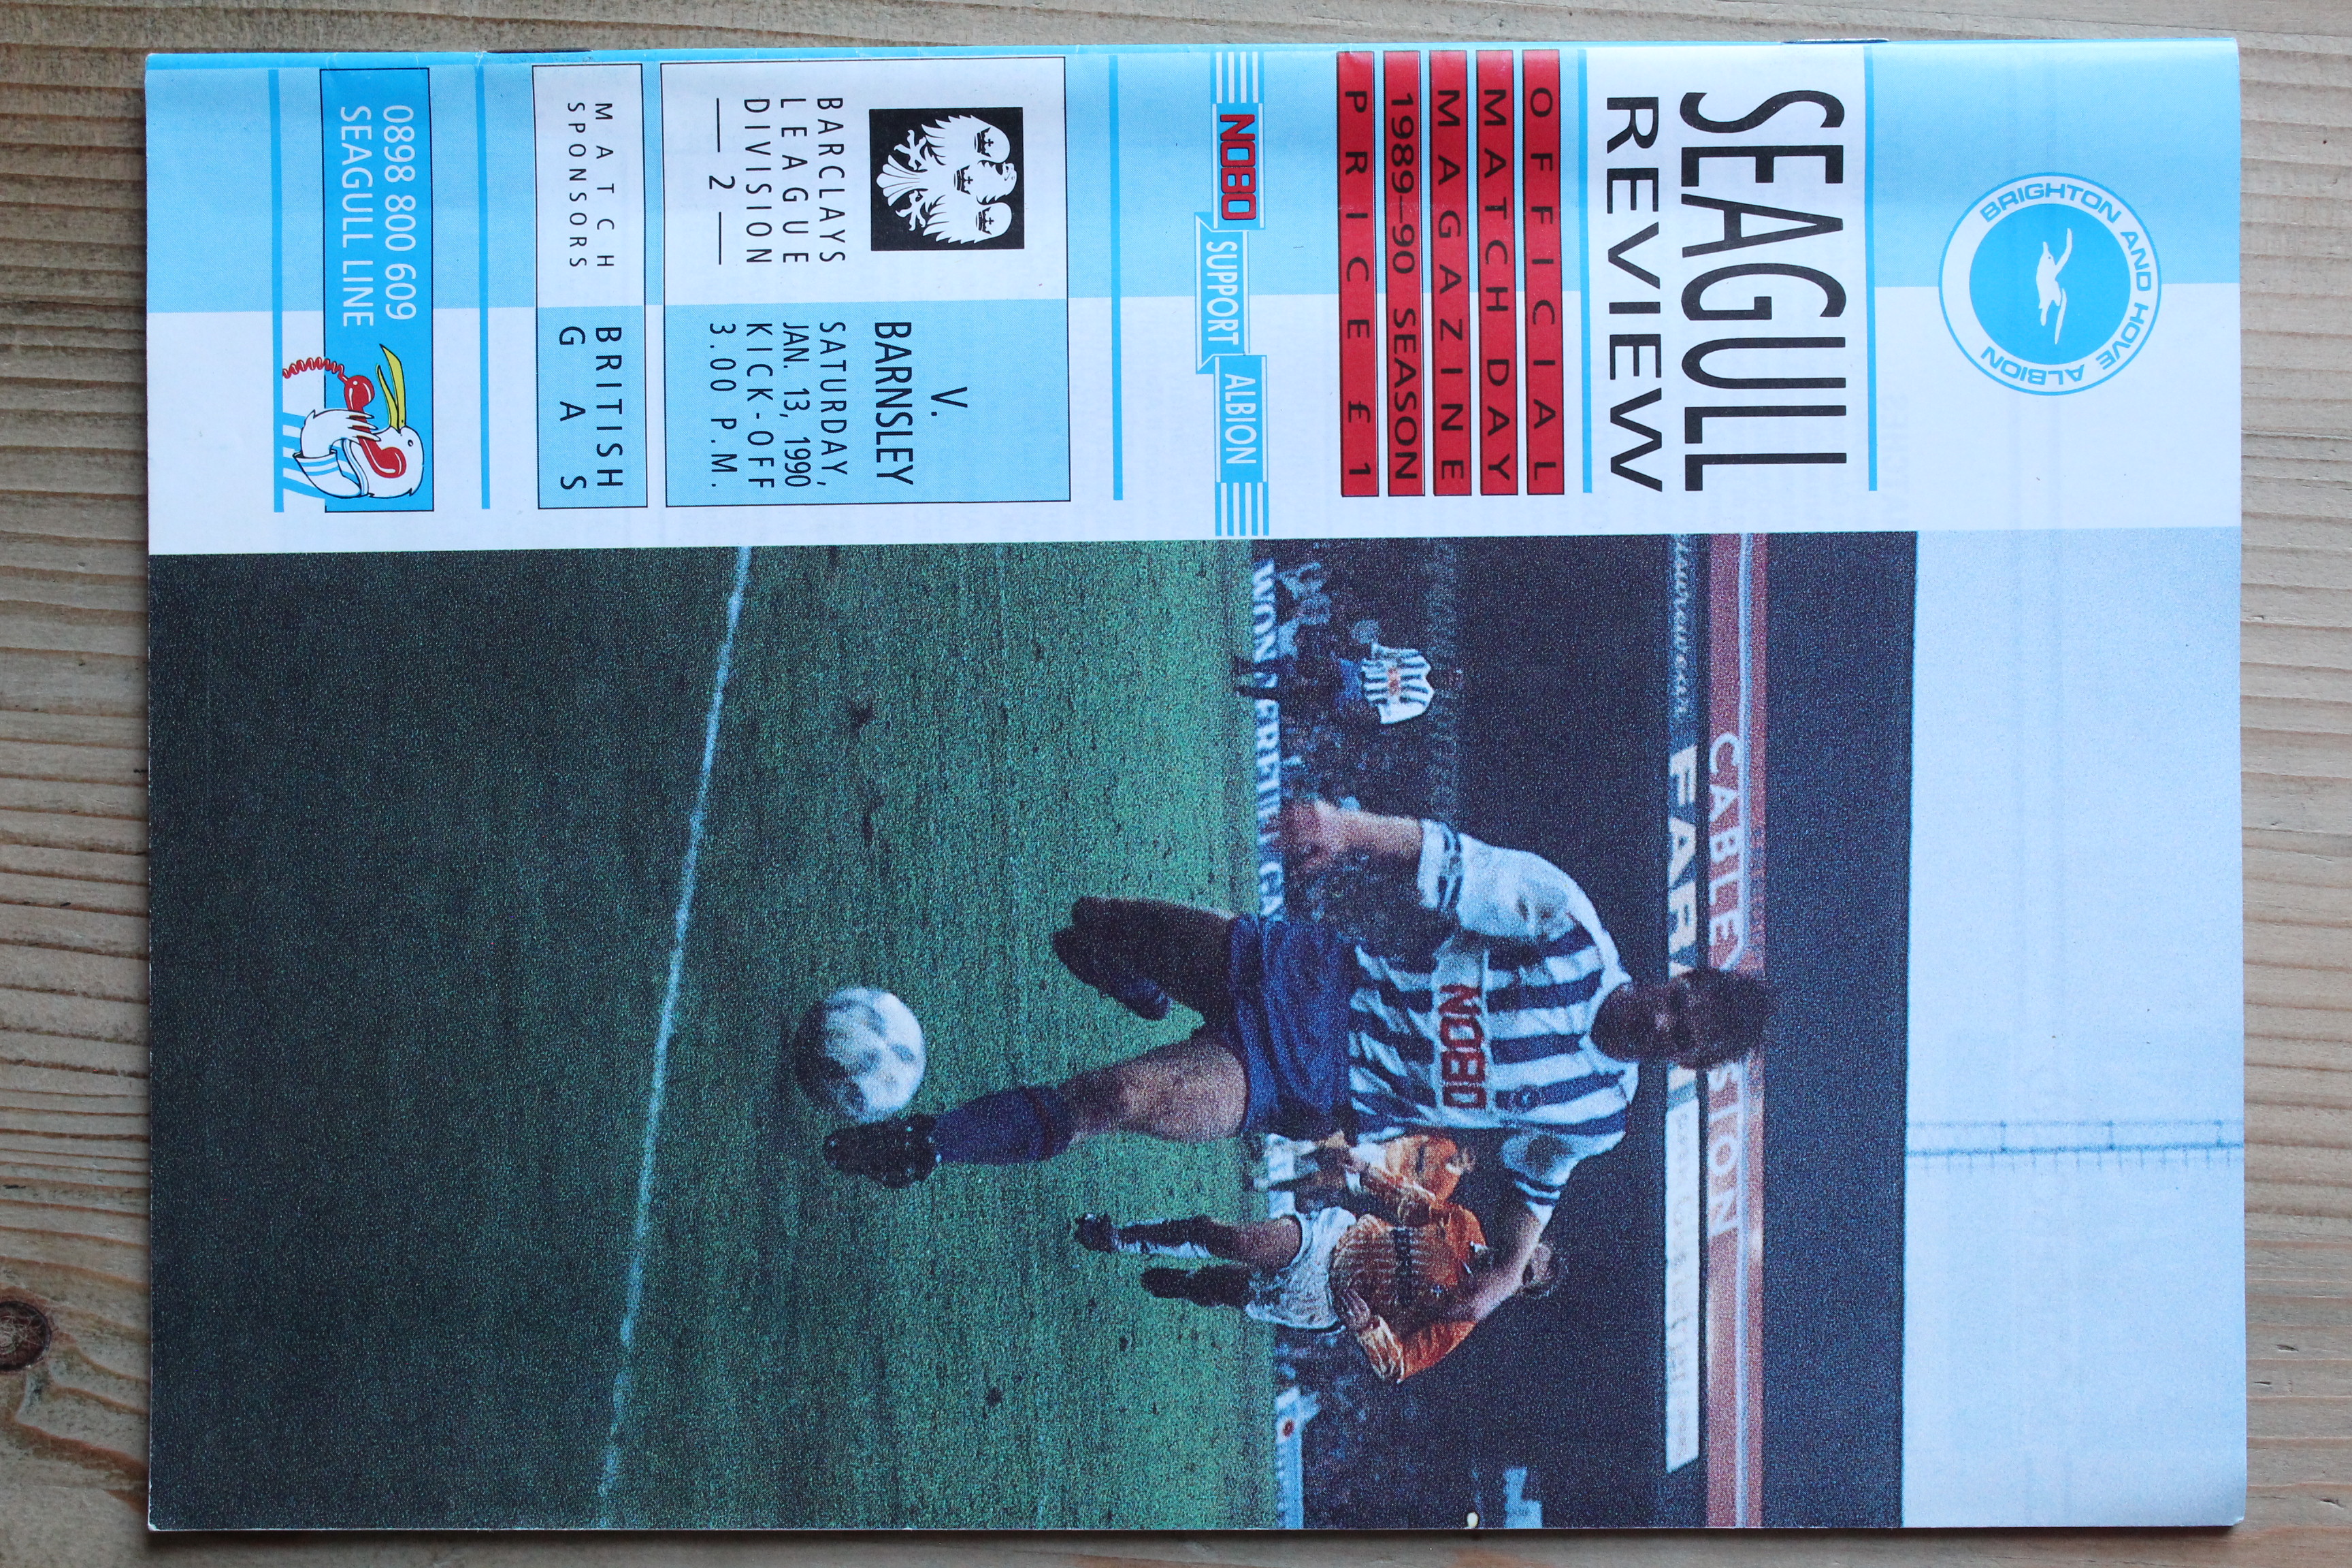 BRIGHTON AND HOVE ALBION
SEAGULL
REVIEW
OFFICIAL
MATCH DAY
MAGAZINE
1989–90 SEASON
PRICE £1
NOBO
SUPPORT
ALBION
V.
BARNSLEY
BARCLAYS
LEAGUE
DIVISION
— 2 —
SATURDAY,
JAN. 13, 1990
KICK-OFF
3.00 P.M.
MATCH
SPONSORS
BRITISH
GAS
0898 800 609
SEAGULL LINE
CABLEVISION
NOBO